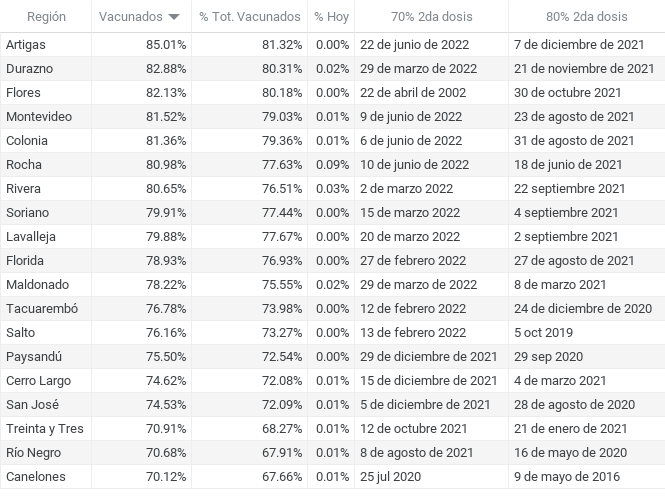 Región Vacunados % Tot. Vacunados % Hoy 70% 2da dosis 80% 2da dosis
Artigas 85.01% 81.32% 0.00% 22 de junio de 2022 7 de diciembre de 2021
Durazno 82.88% 80.31% 0.02% 29 de marzo de 2022 21 de noviembre de 2021
Flores 82.13% 80.18% 0.00% 22 de abril de 2002 30 de octubre 2021
Montevideo 81.52% 79.03% 0.01% 9 de junio de 2022 23 de agosto de 2021
Colonia 81.36% 79.36% 0.01% 6 de junio de 2022 31 de agosto de 2021
Rocha 80.98% 77.63% 0.09% 10 de junio de 2022 18 de junio de 2021
Rivera 80.65% 76.51% 0.03% 2 de marzo 2022 22 septiembre 2021
Soriano 79.91% 77.44% 0.00% 15 de marzo de 2022 4 septiembre 2021
Lavalleja 79.88% 77.67% 0.00% 20 de marzo de 2022 2 septiembre 2021
Florida 78.93% 76.93% 0.00% 27 de febrero de 2022 27 de agosto de 2021
Maldonado 78.22% 75.55% 0.02% 29 de marzo de 2022 8 de marzo 2021
Tacuarembó 76.78% 73.98% 0.00% 12 de febrero de 2022 24 de diciembre de 2020
Salto 76.16% 73.27% 0.00% 13 de febrero de 2022 5 oct 2019
Paysandú 75.50% 72.54% 0.00% 29 de diciembre de 2021 29 sep 2020
Cerro Largo 74.62% 72.08% 0.01% 15 de diciembre de 2021 4 de marzo 2021
San José 74.53% 72.09% 0.01% 5 de diciembre de 2021 28 de agosto de 2020
Treinta y Tres 70.91% 68.27% 0.01% 12 de octubre 2021 21 de enero de 2021
Río Negro 70.68% 67.91% 0.01% 8 de agosto de 2021 16 de mayo de 2020
Canelones 70.12% 67.66% 0.01% 25 jul 2020 9 de mayo de 2016